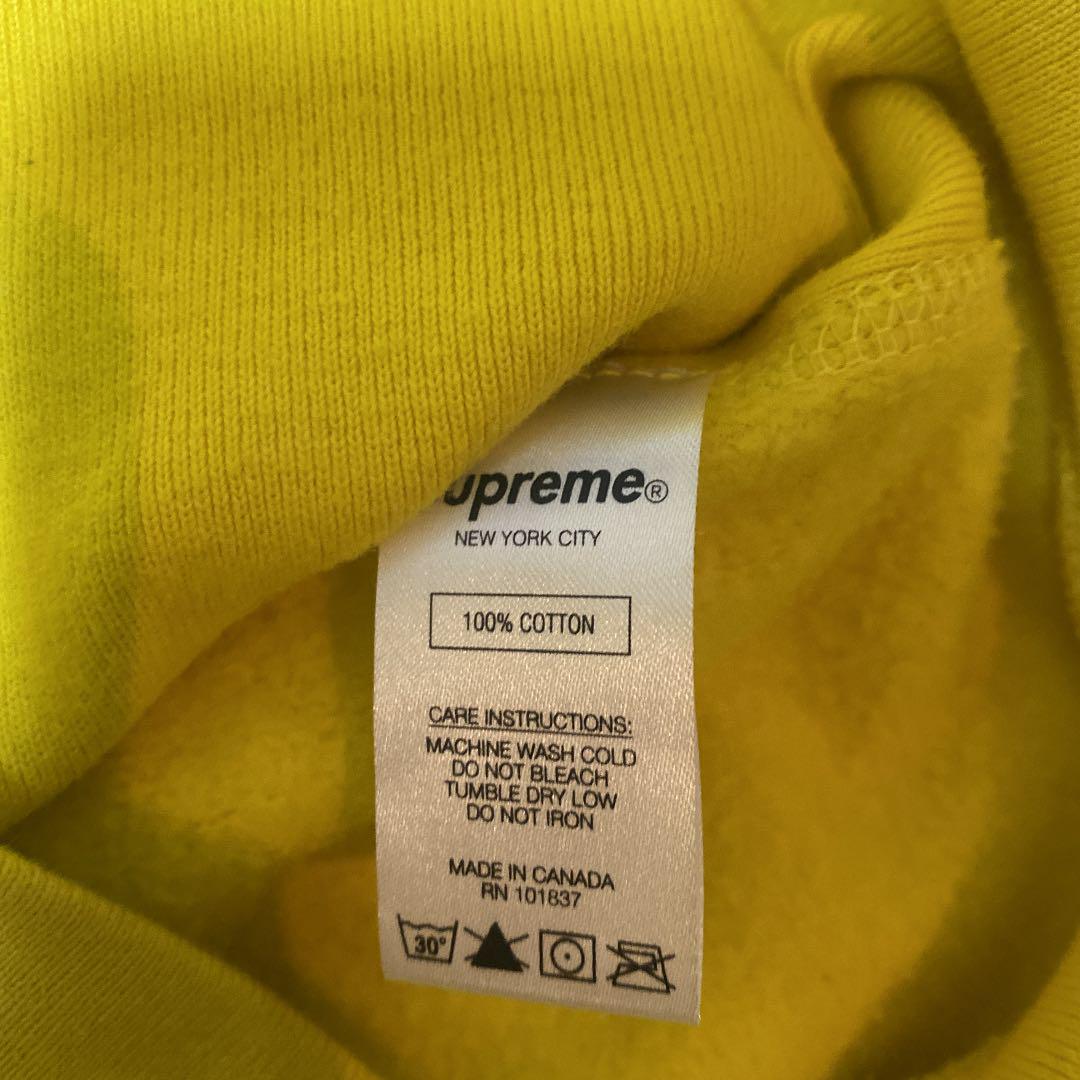 upreme®
NEW YORK CITY
100% COTTON
CARE INSTRUCTIONS:
MACHINE WASH COLD
DO NOT BLEACH
TUMBLE DRY LOW
DO NOT IRON
MADE IN CANADA
RN 101837
30°